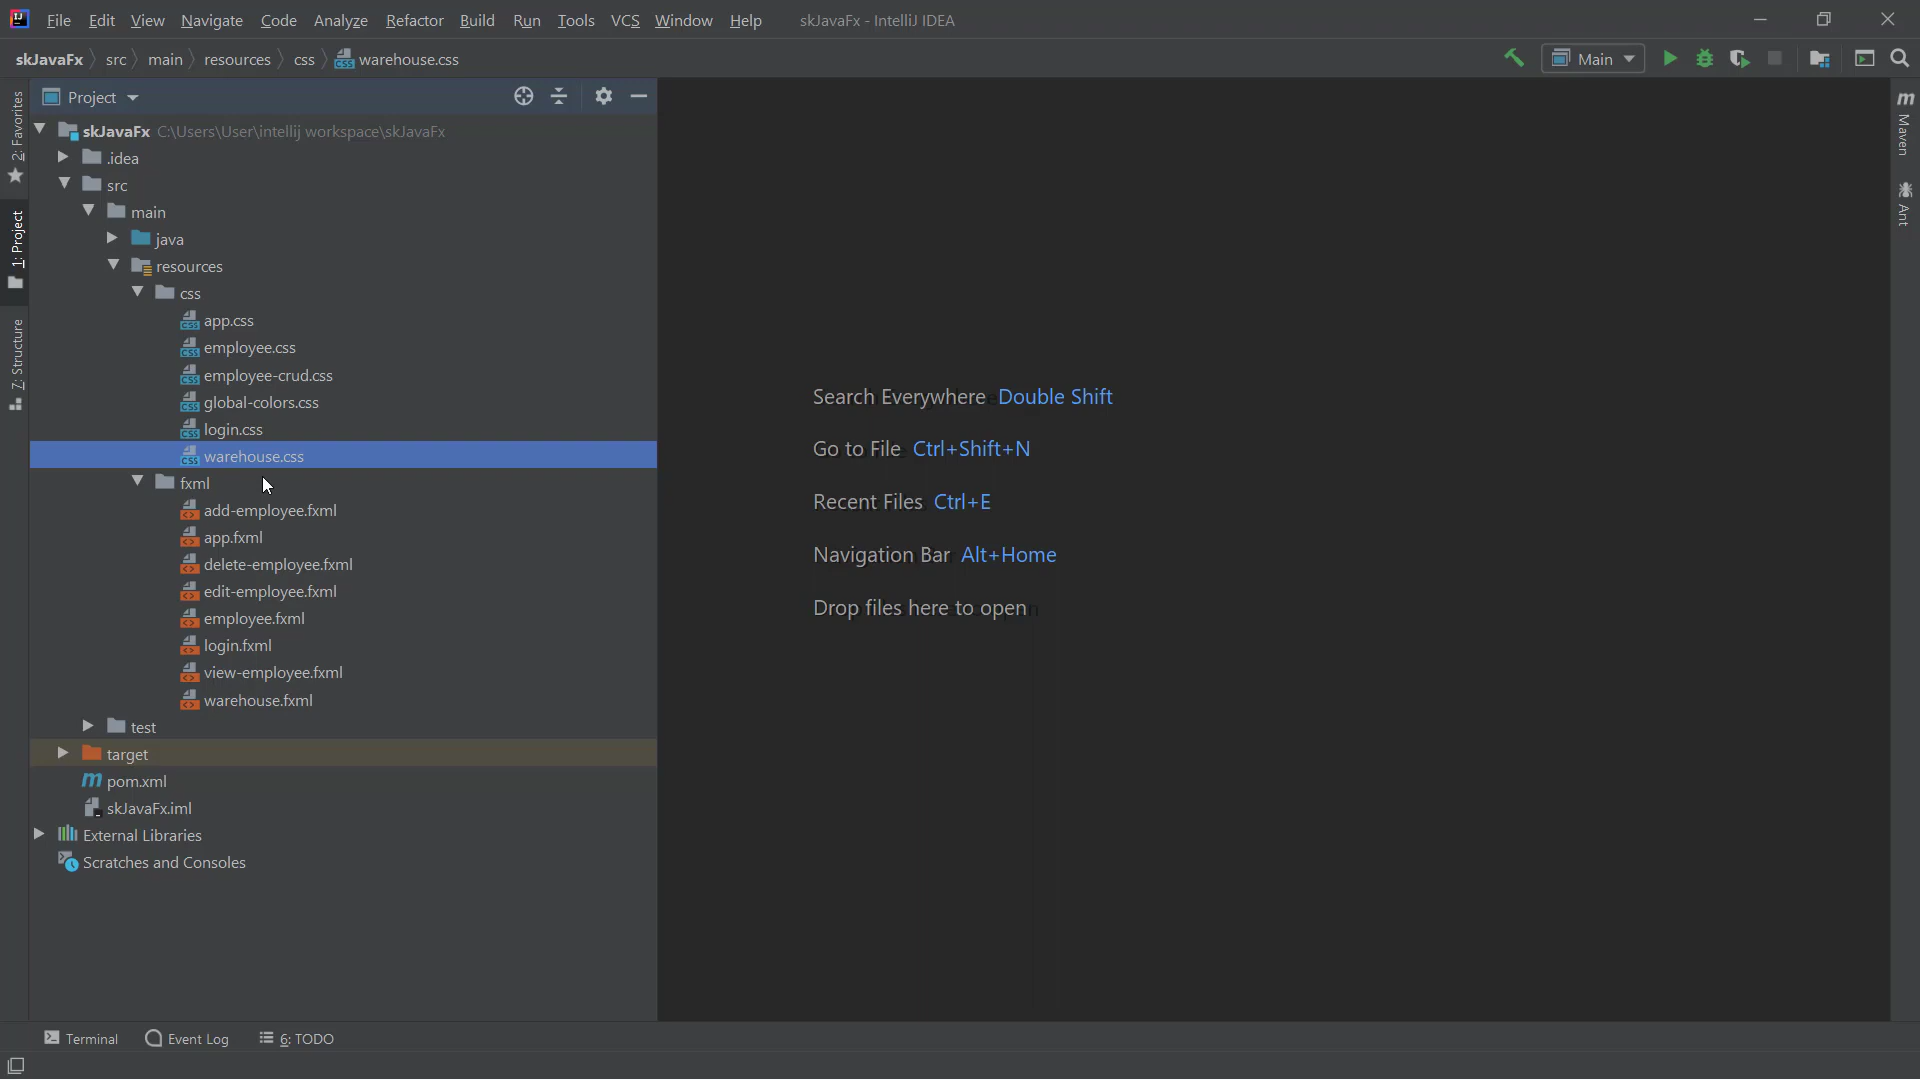 File Edit View Navigate Code Analyze Refactor Build Run Tools VCS Window Help skJavaFx - IntelliJ IDEA
skJavaFx src main resources css warehouse.css Main
Project
skJavaFx C:\Users\User\intellij workspace\skJavaFx
.idea
src
main
java
resources
css
app.css
employee.css
employee-crud.css
global-colors.css
login.css
warehouse.css
fxml
add-employee.fxml
app.fxml
delete-employee.fxml
edit-employee.fxml
employee.fxml
login.fxml
view-employee.fxml
warehouse.fxml
test
target
pom.xml
skJavaFx.iml
External Libraries
Scratches and Consoles
2: Favorites
1: Project
7: Structure
Search Everywhere Double Shift
Go to File Ctrl+Shift+N
Recent Files Ctrl+E
Navigation Bar Alt+Home
Drop files here to open
Maven
Ant
Terminal Event Log 6: TODO